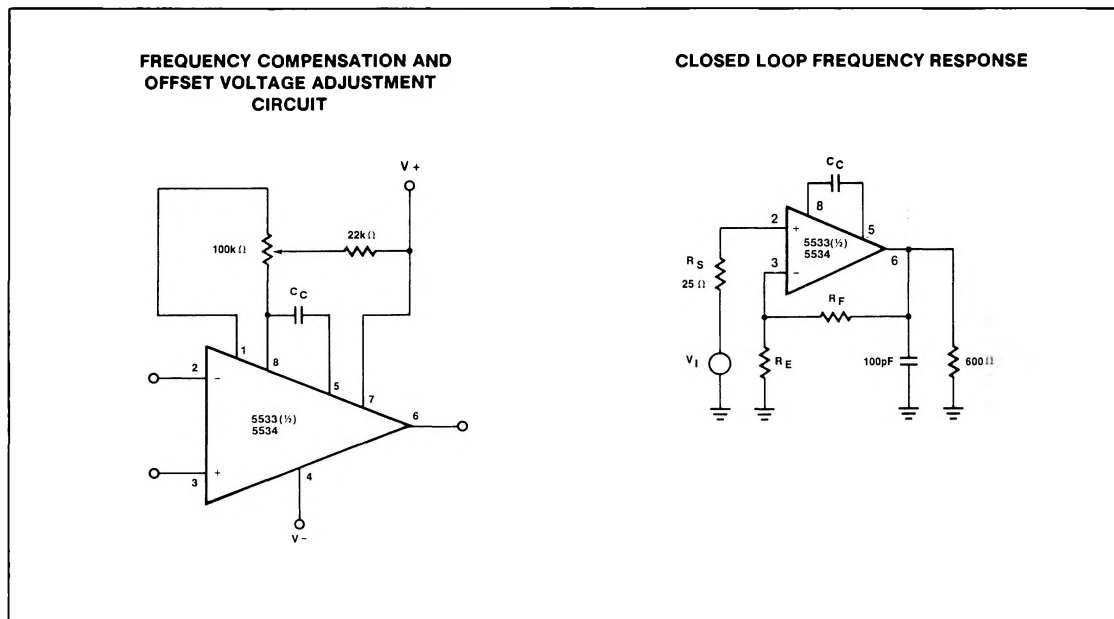 FREQUENCY COMPENSATION AND
OFFSET VOLTAGE ADJUSTMENT
CIRCUIT
V+
100kΩ
22kΩ
CC
1
8
5
7
2
-
5533(½)
5534
6
+
3
4
V-
CLOSED LOOP FREQUENCY RESPONSE
CC
8
2
+
5
5533(½)
5534
3
-
6
RS
25 Ω
RF
VI
RE
100pF
600Ω